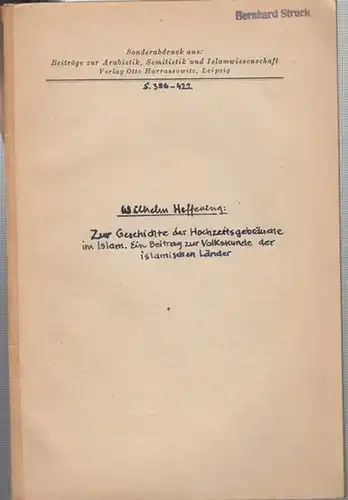 Bernhard Struck
Sonderabdruck aus:
Beiträge zur Arabistik, Semitistik und Islamwissenschaft
Verlag Otto Harrassowitz, Leipzig
S. 386-422
Wilhelm Heffening:
Zur Geschichte der Hochzeitsgebräuche
im Islam. Ein Beitrag zur Volkskunde der
islamischen Länder